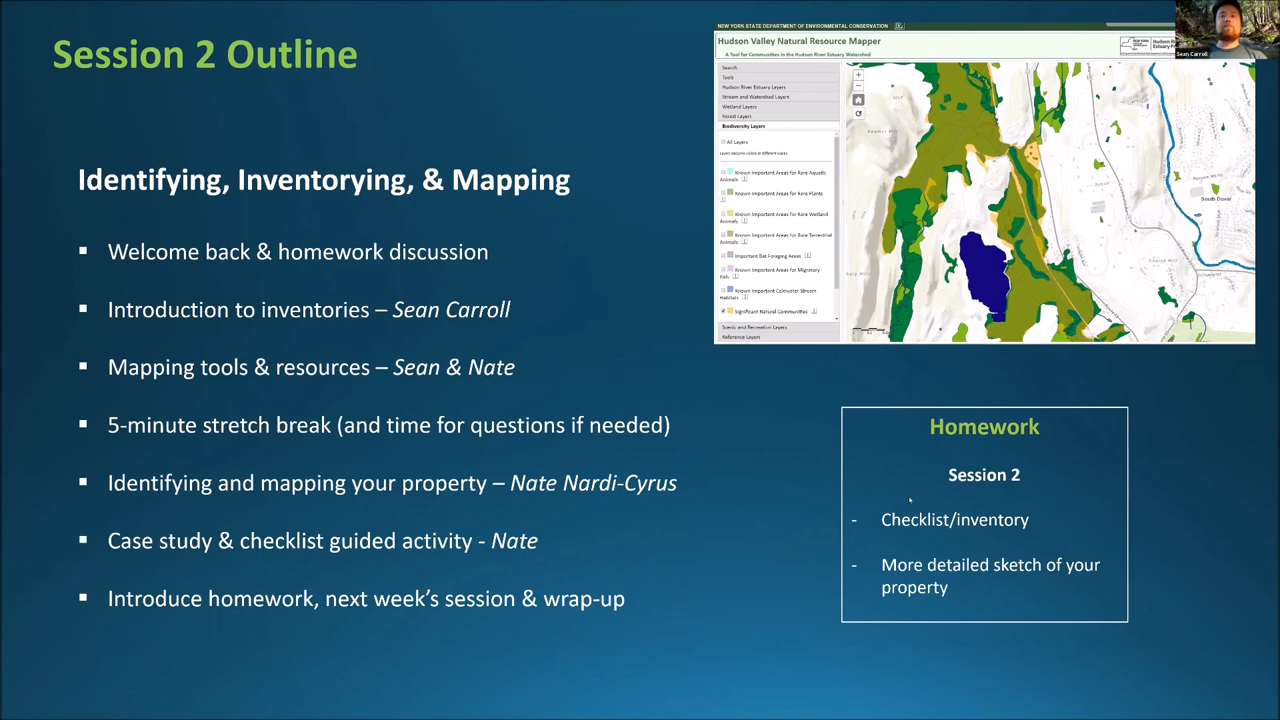 Session 2 Outline
Identifying, Inventorying, & Mapping
▪ Welcome back & homework discussion
▪ Introduction to inventories – Sean Carroll
▪ Mapping tools & resources – Sean & Nate
▪ 5-minute stretch break (and time for questions if needed)
▪ Identifying and mapping your property – Nate Nardi-Cyrus
▪ Case study & checklist guided activity - Nate
▪ Introduce homework, next week's session & wrap-up
NEW YORK STATE DEPARTMENT OF ENVIRONMENTAL CONSERVATION
Hudson Valley Natural Resource Mapper
A Tool for Communities in the Hudson River Estuary Watershed
Search
Tools
Hudson River Estuary Layers
Stream and Watershed Layers
Wetland Layers
Forest Layers
Biodiversity Layers
All Layers
Layers become visible at different scales
Known Important Areas for Rare Aquatic
Animals
Known Important Areas for Rare Plants
Known Important Areas for Rare Wetland
Animals
Known Important Areas for Rare Terrestrial
Animals
Important Bat Foraging Areas
Known Important Areas for Migratory
Fish
Known Important Coldwater Stream
Habitats
Significant Natural Communities
Scenic and Recreation Layers
Reference Layers
South Dover
Sean Carroll
Homework
Session 2
- Checklist/inventory
- More detailed sketch of your
property